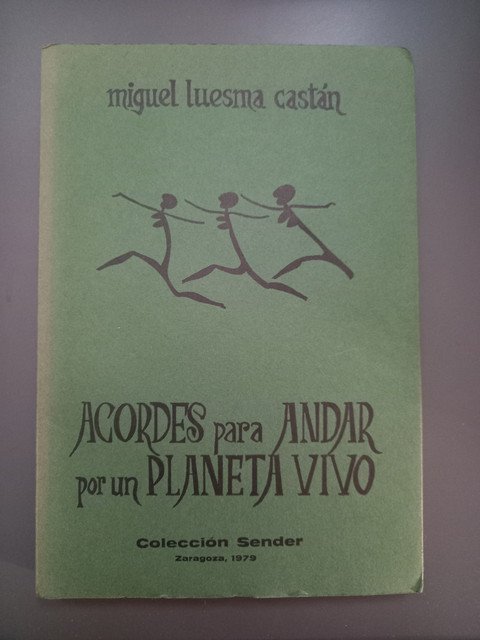 miguel luesma castán
ACORDES para ANDAR
por un PLANETA VIVO
Colección Sender
Zaragoza, 1979